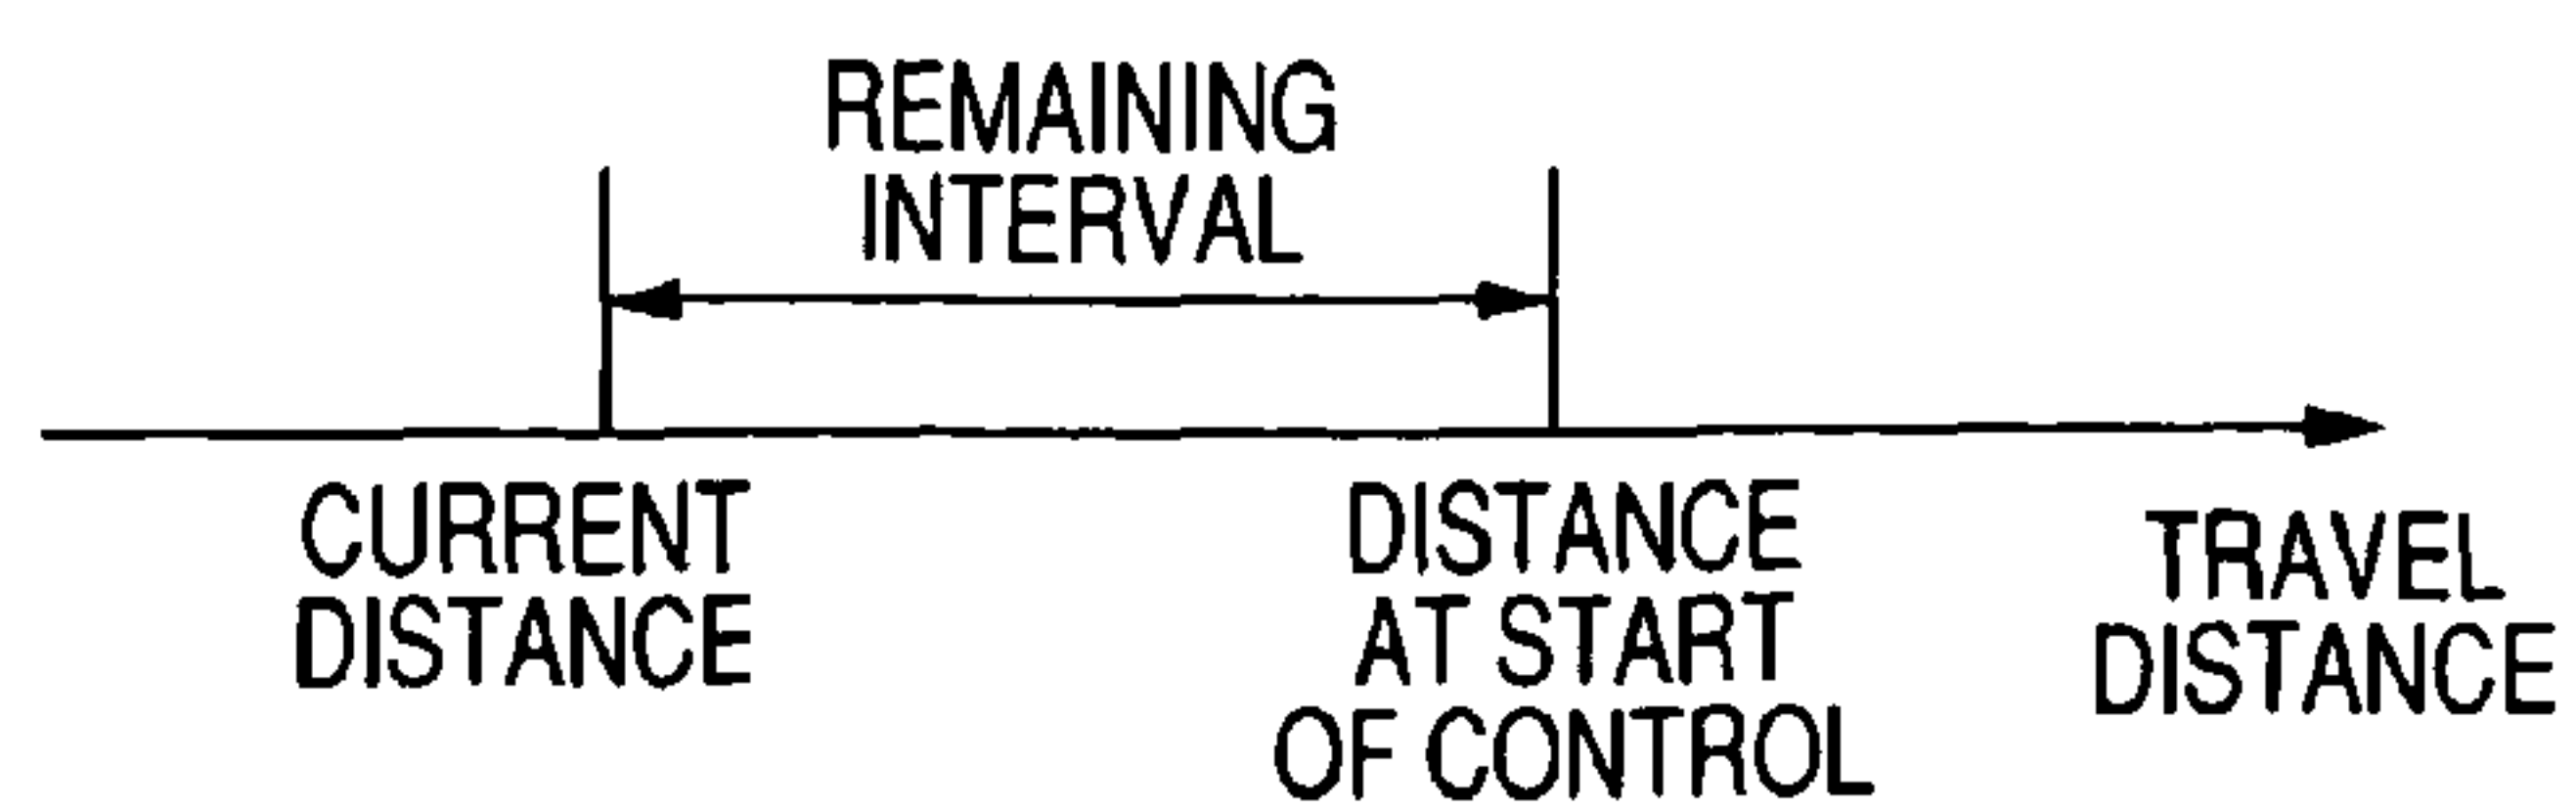 REMAINING
INTERVAL
CURRENT
DISTANCE
DISTANCE
AT START
OF CONTROL
TRAVEL
DISTANCE